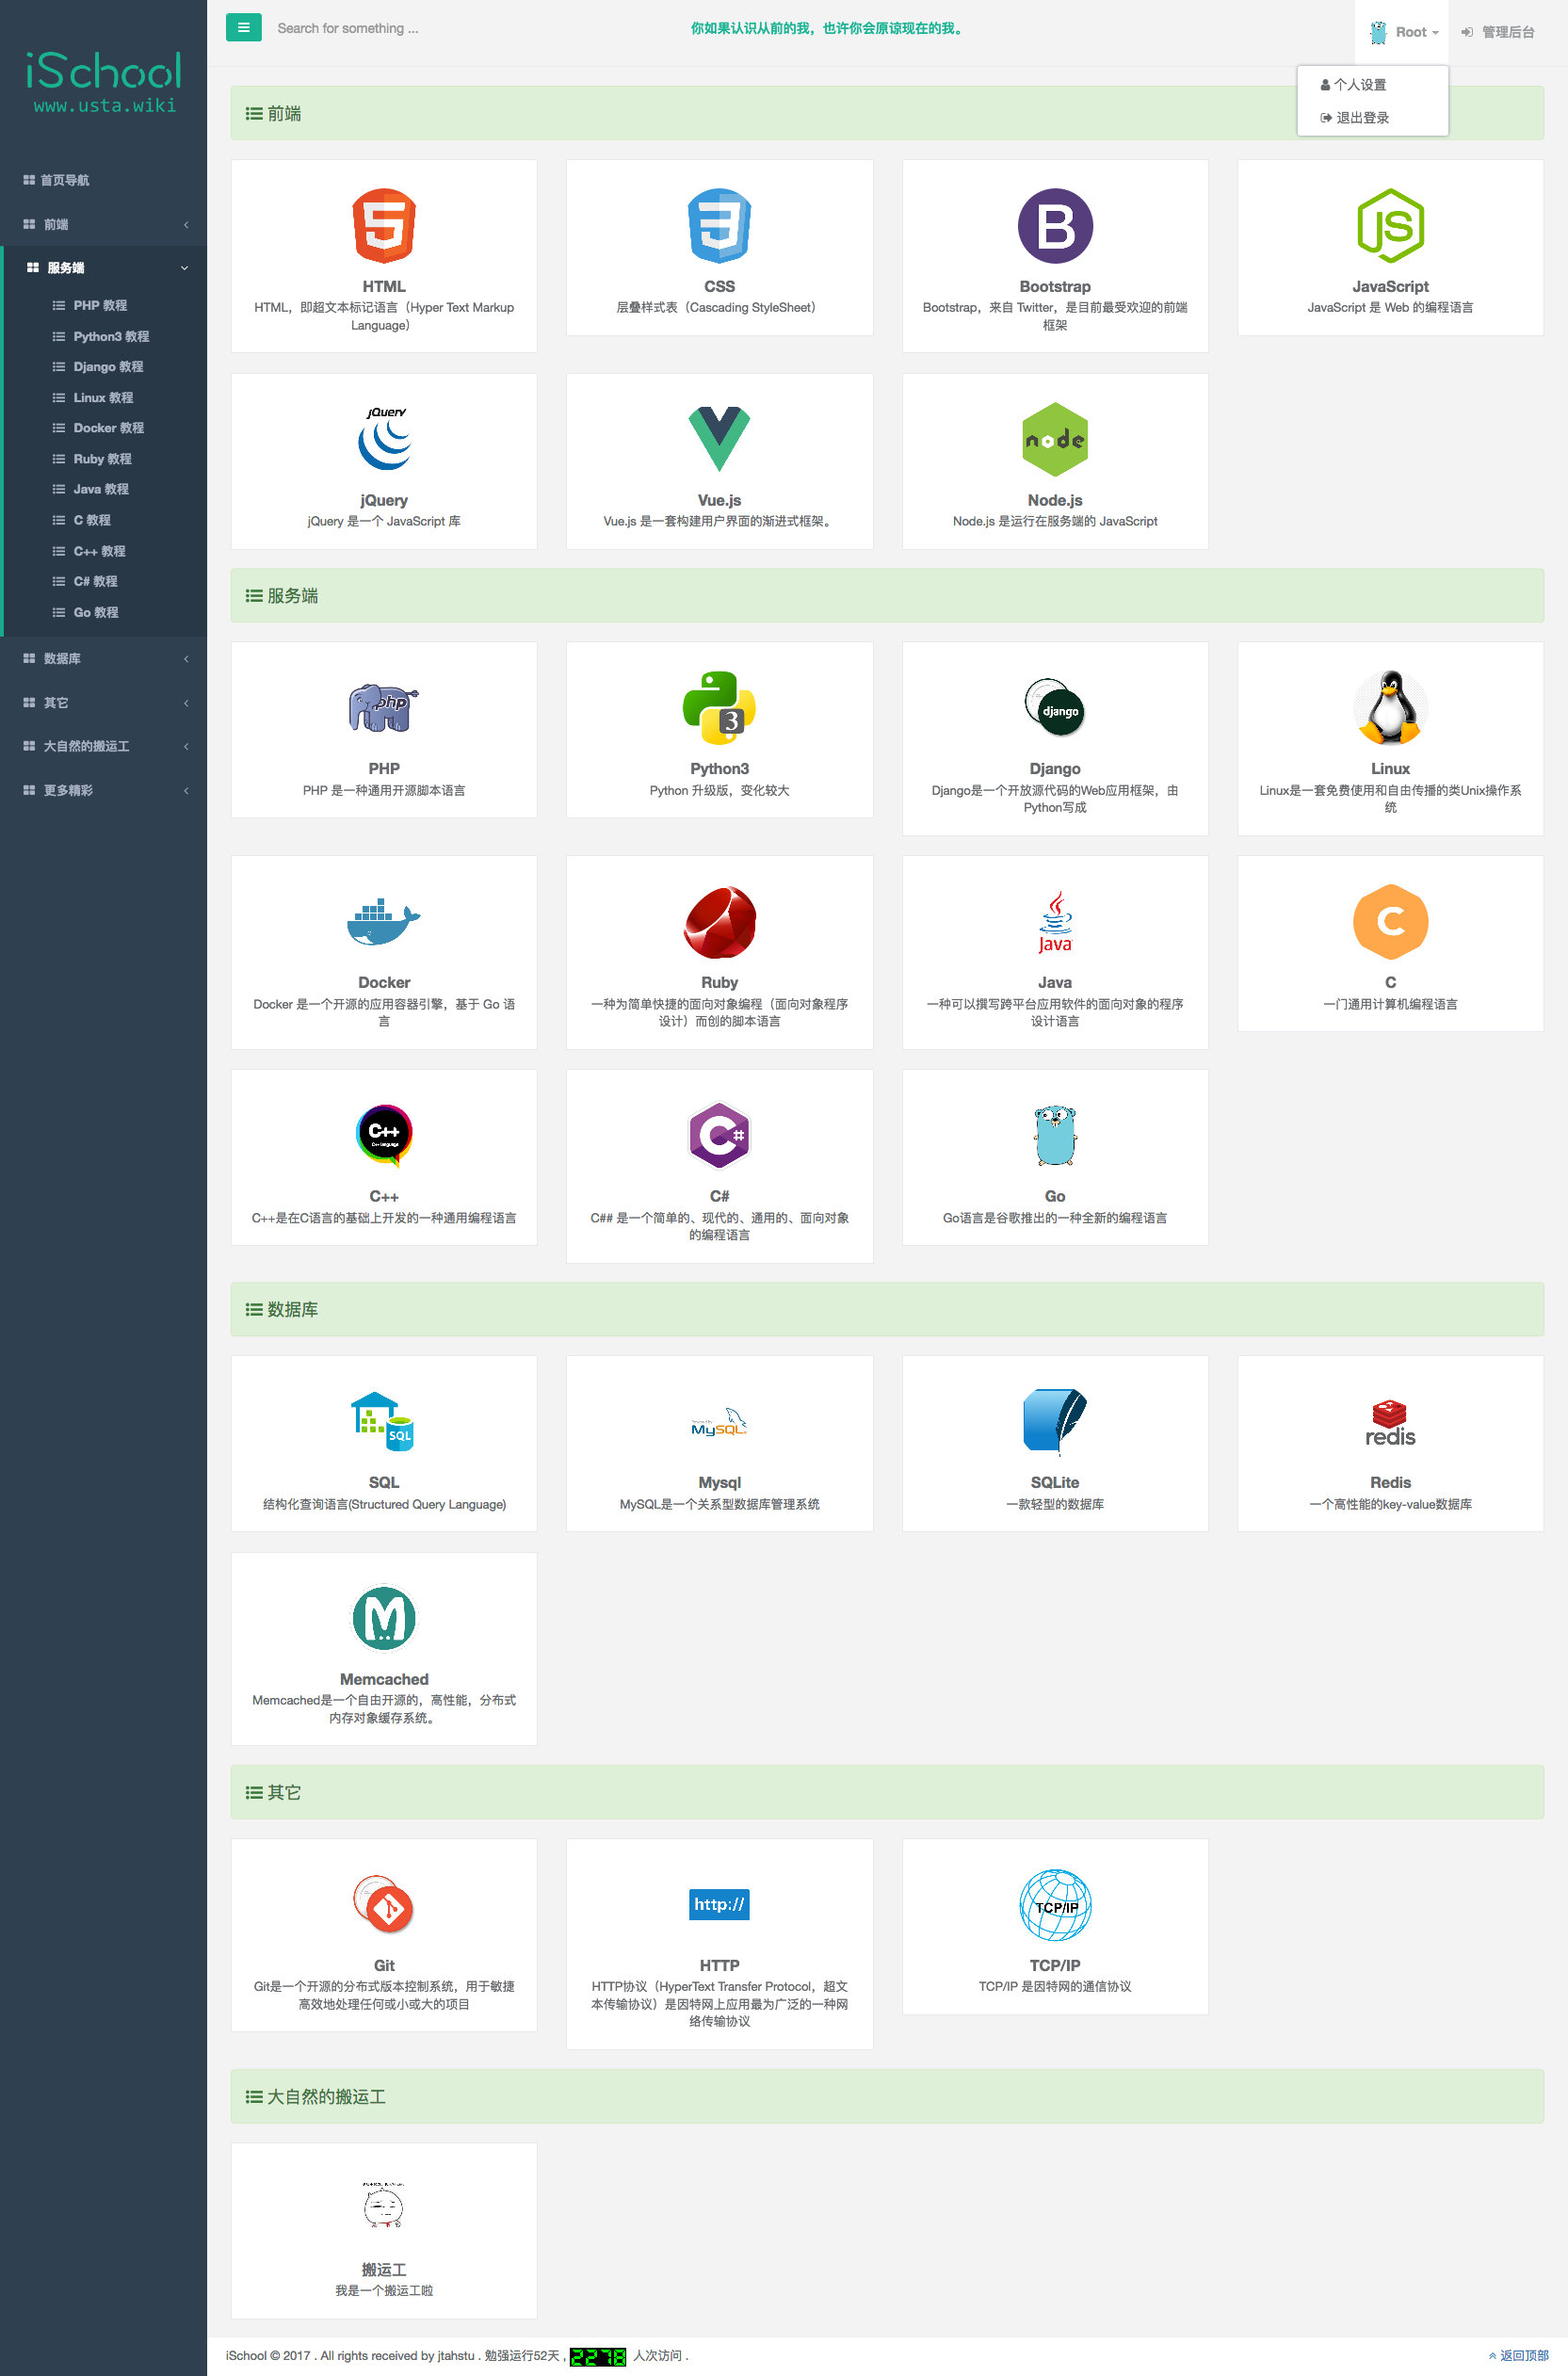 iSchool
www.usta.wiki
首页导航
前端
服务端
PHP 教程
Python3 教程
Django 教程
Linux 教程
Docker 教程
Ruby 教程
Java 教程
C 教程
C++ 教程
C# 教程
Go 教程
数据库
其它
大自然的搬运工
更多精彩
Search for something ...
你如果认识从前的我，也许你会原谅现在的我。
Root
管理后台
个人设置
退出登录
前端
HTML
HTML，即超文本标记语言（Hyper Text Markup
Language）
CSS
层叠样式表（Cascading StyleSheet）
B
Bootstrap
Bootstrap，来自 Twitter，是目前最受欢迎的前端
框架
JS
JavaScript
JavaScript 是 Web 的编程语言
jQuery
jQuery
jQuery 是一个 JavaScript 库
Vue.js
Vue.js 是一套构建用户界面的渐进式框架。
node
Node.js
Node.js 是运行在服务端的 JavaScript
服务端
php
PHP
PHP 是一种通用开源脚本语言
3
Python3
Python 升级版，变化较大
django
Django
Django是一个开放源代码的Web应用框架，由
Python写成
Linux
Linux是一套免费使用和自由传播的类Unix操作系
统
Docker
Docker 是一个开源的应用容器引擎，基于 Go 语
言
Ruby
一种为简单快捷的面向对象编程（面向对象程序
设计）而创的脚本语言
Java
Java
一种可以撰写跨平台应用软件的面向对象的程序
设计语言
C
C
一门通用计算机编程语言
C++
C++ language
C++
C++是在C语言的基础上开发的一种通用编程语言
C#
C#
C## 是一个简单的、现代的、通用的、面向对象
的编程语言
Go
Go语言是谷歌推出的一种全新的编程语言
数据库
SQL
SQL
结构化查询语言(Structured Query Language)
MySQL
Mysql
MySQL是一个关系型数据库管理系统
SQLite
一款轻型的数据库
redis
Redis
一个高性能的key-value数据库
M
Memcached
Memcached是一个自由开源的，高性能，分布式
内存对象缓存系统。
其它
Git
Git是一个开源的分布式版本控制系统，用于敏捷
高效地处理任何或小或大的项目
http://
HTTP
HTTP协议（HyperText Transfer Protocol，超文
本传输协议）是因特网上应用最为广泛的一种网
络传输协议
TCP/IP
TCP/IP
TCP/IP 是因特网的通信协议
大自然的搬运工
搬运工
我是一个搬运工啦
iSchool © 2017 . All rights received by jtahstu . 勉强运行52天 , 2278 人次访问 .
返回顶部